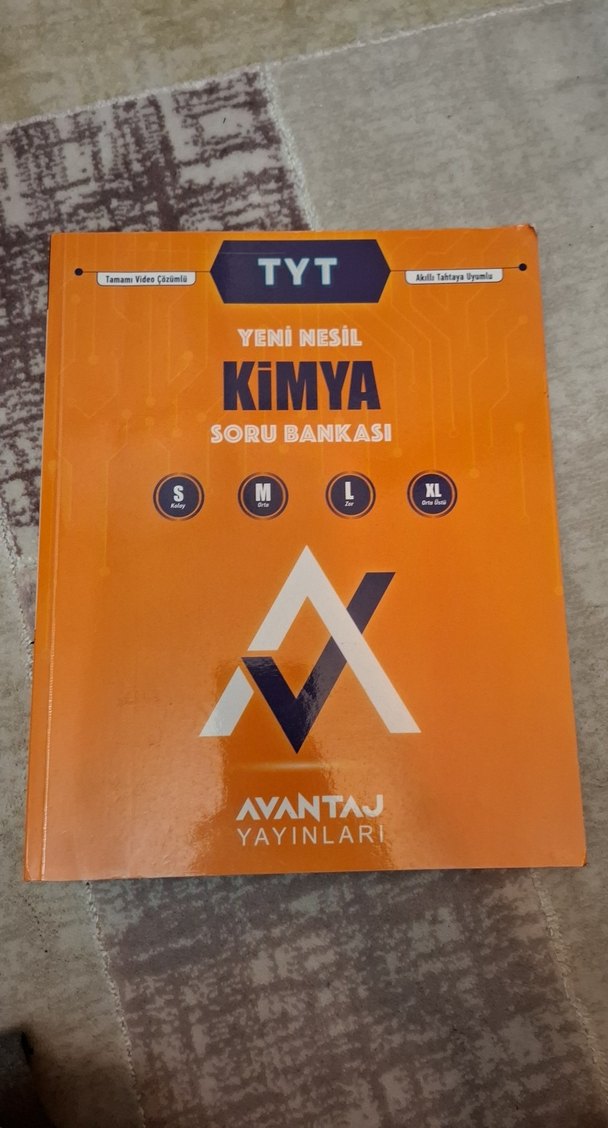 TYT
Tamamı Video Çözümlü
Akıllı Tahtaya Uyumlu
YENİ NESİL
KİMYA
SORU BANKASI
S
Kolay
M
Orta
L
Zor
XL
Orta Üstü
AVANTAJ
YAYINLARI